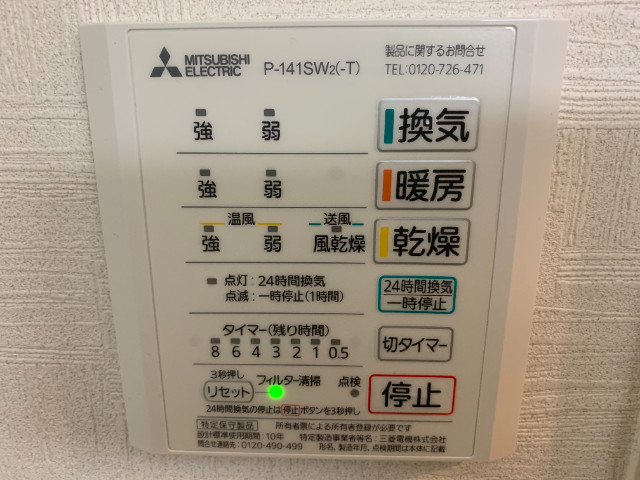 MITSUBISHI ELECTRIC P-141SW2(-T)
製品に関するお問合せ
TEL:0120-726-471
強 弱 換気
強 弱 暖房
温風 送風
強 弱 風乾燥 乾燥
点灯：24時間換気
点滅：一時停止(1時間)
24時間換気
一時停止
タイマー(残り時間)
8 6 4 3 2 1 0.5
切タイマー
3秒押し
リセット フィルター清掃 点検
停止
24時間換気の停止は停止ボタンを3秒押し
特定保守製品 所有者票による所有者登録が必要です
設計標準使用期間：10年 特定製造事業者等名：三菱電機株式会社
問合せ連絡先：0120-490-499 形名、製造年月、点検期間は本体に記載